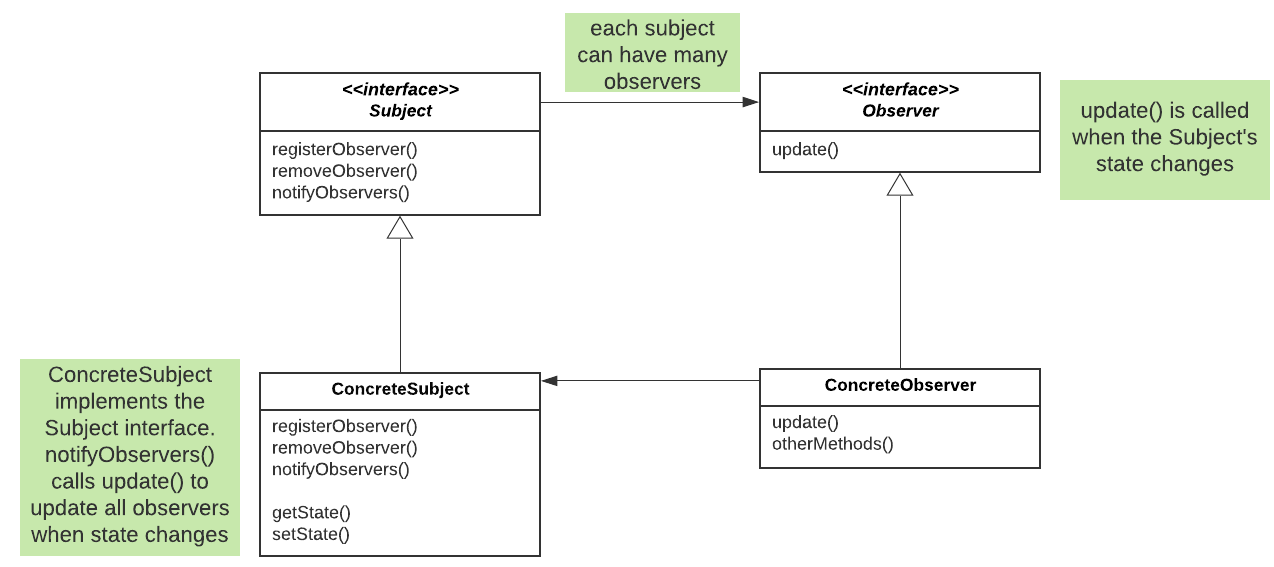 each subject
can have many
observers
<<interface>>
Subject
registerObserver()
removeObserver()
notifyObservers()
<<interface>>
Observer
update()
update() is called
when the Subject's
state changes
ConcreteSubject
implements the
Subject interface.
notifyObservers()
calls update() to
update all observers
when state changes
ConcreteSubject
registerObserver()
removeObserver()
notifyObservers()
getState()
setState()
ConcreteObserver
update()
otherMethods()